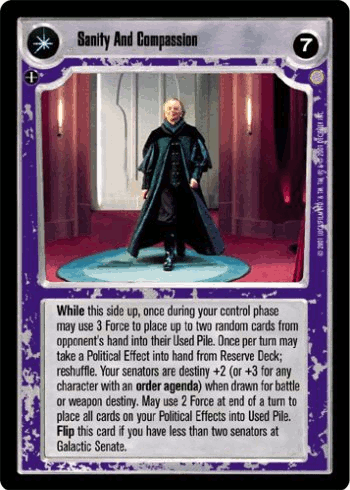 Sanity And Compassion
7
While this side up, once during your control phase
may use 3 Force to place up to two random cards from
opponent's hand into their Used Pile. Once per turn may
take a Political Effect into hand from Reserve Deck;
reshuffle. Your senators are destiny +2 (or +3 for any
character with an order agenda) when drawn for battle
or weapon destiny. May use 2 Force at end of a turn to
place all cards on your Political Effects into Used Pile.
Flip this card if you have less than two senators at
Galactic Senate.